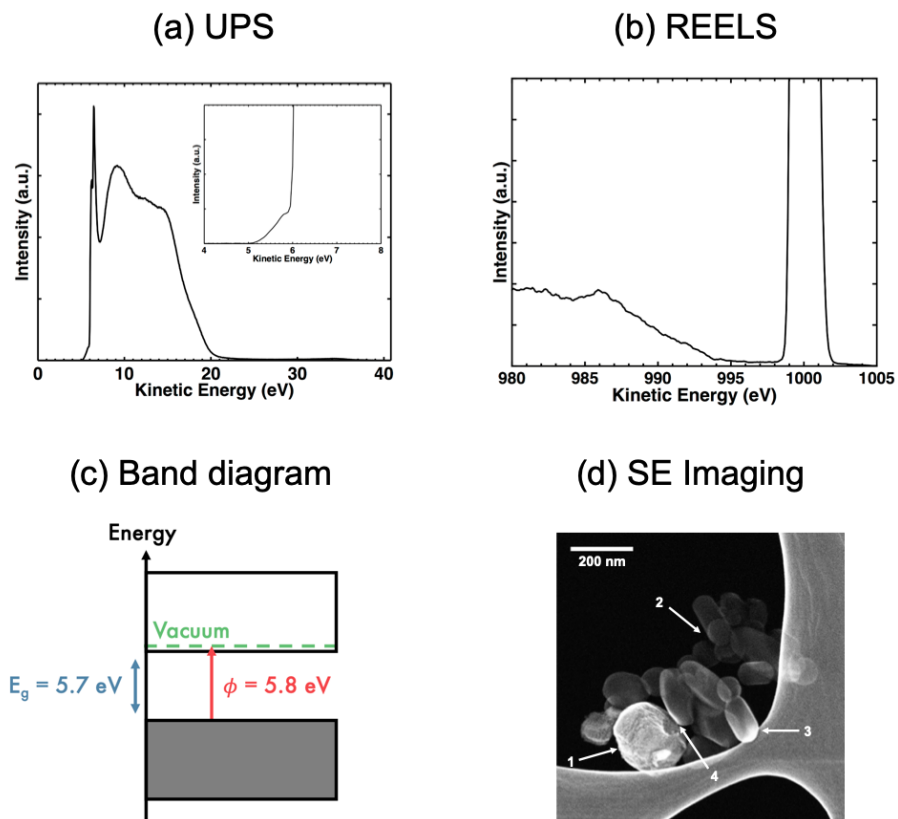 (a) UPS
Intensity (a.u.)
0 10 20 30 40
Kinetic Energy (eV)
Intensity (a.u.)
4 5 6 7 8
Kinetic Energy (eV)
(b) REELS
Intensity (a.u.)
980 985 990 995 1000 1005
Kinetic Energy (eV)
(c) Band diagram
Energy
Vacuum
Eg = 5.7 eV
ϕ = 5.8 eV
(d) SE Imaging
200 nm
2
3
1
4